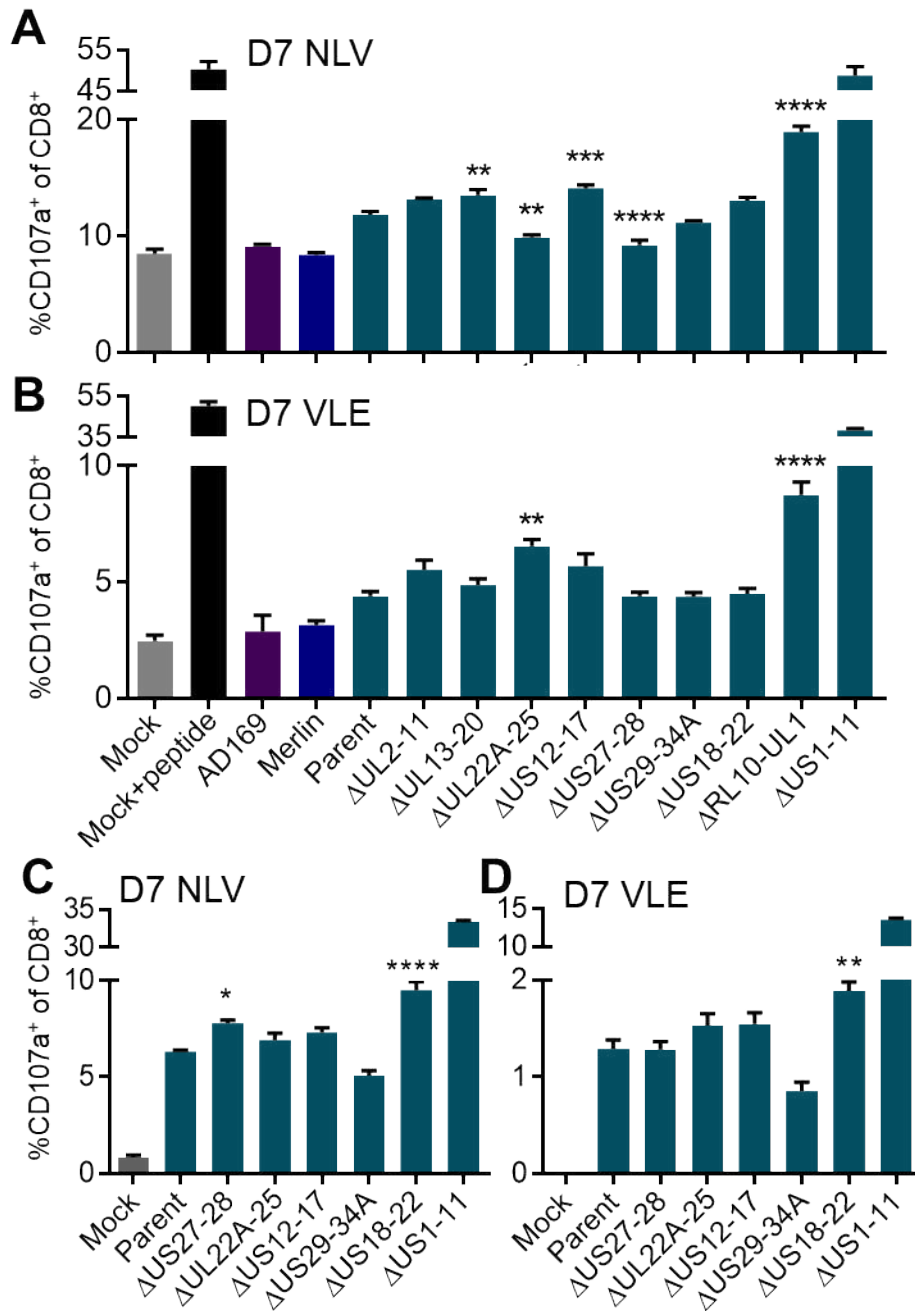 A
D7 NLV
%CD107a⁺ of CD8⁺
55
45
20
10
0
**
**
***
****
****
B
D7 VLE
%CD107a⁺ of CD8⁺
55
35
10
5
0
**
****
Mock
Mock+peptide
AD169
Merlin
Parent
ΔUL2-11
ΔUL13-20
ΔUL22A-25
ΔUS12-17
ΔUS27-28
ΔUS29-34A
ΔUS18-22
ΔRL10-UL1
ΔUS1-11
C
D7 NLV
%CD107a⁺ of CD8⁺
35
30
10
5
0
*
****
Mock
Parent
ΔUS27-28
ΔUL22A-25
ΔUS12-17
ΔUS29-34A
ΔUS18-22
ΔUS1-11
D
D7 VLE
15
10
2
1
0
**
Mock
Parent
ΔUS27-28
ΔUL22A-25
ΔUS12-17
ΔUS29-34A
ΔUS18-22
ΔUS1-11